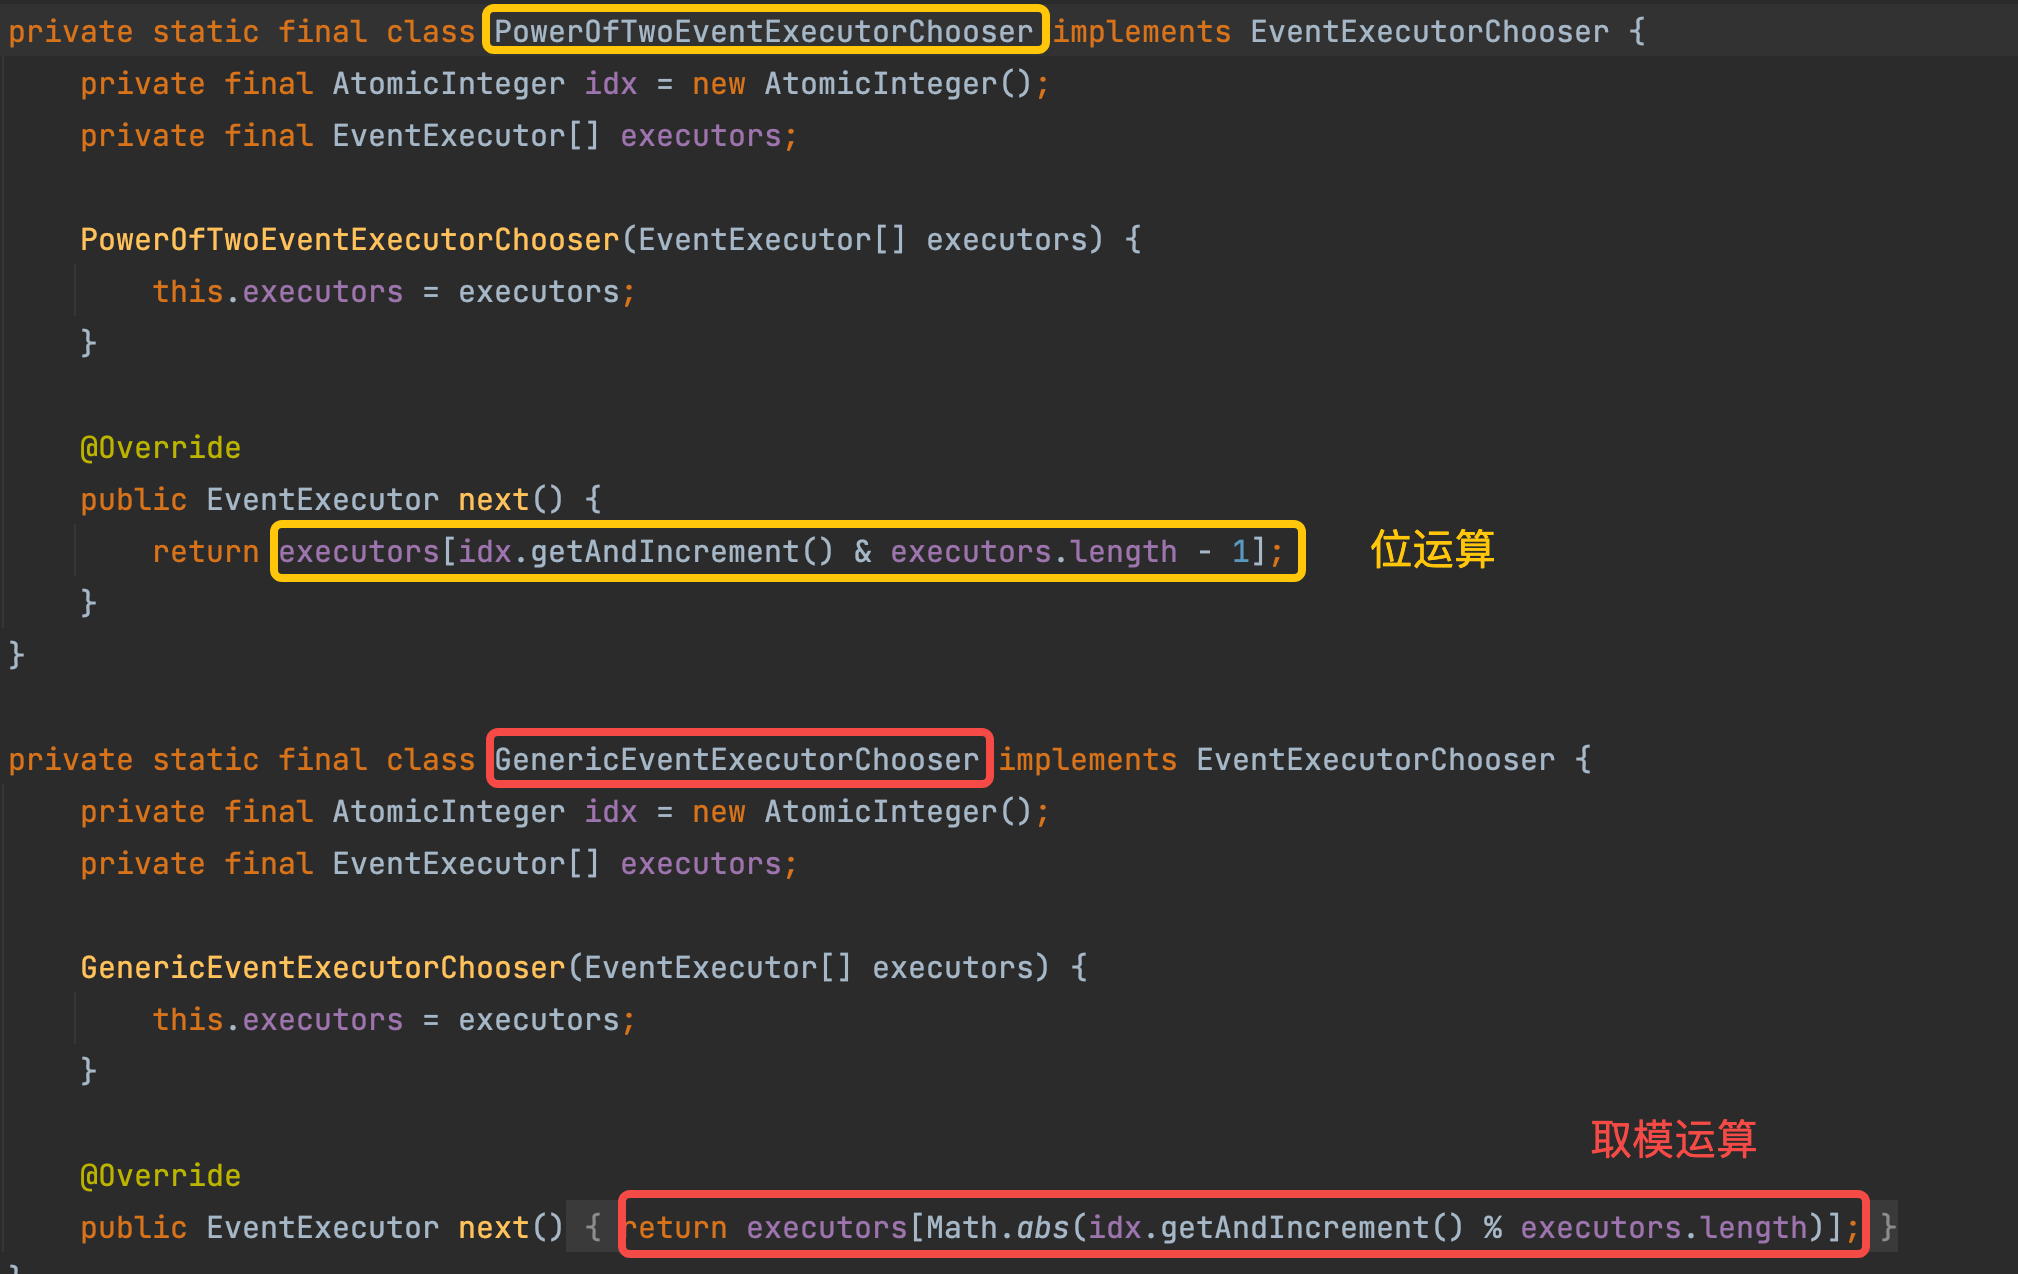 private static final class PowerOfTwoEventExecutorChooser implements EventExecutorChooser {
private final AtomicInteger idx = new AtomicInteger();
private final EventExecutor[] executors;
PowerOfTwoEventExecutorChooser(EventExecutor[] executors) {
this.executors = executors;
}
@Override
public EventExecutor next() {
return executors[idx.getAndIncrement() & executors.length - 1];
位运算
}
}
private static final class GenericEventExecutorChooser implements EventExecutorChooser {
private final AtomicInteger idx = new AtomicInteger();
private final EventExecutor[] executors;
GenericEventExecutorChooser(EventExecutor[] executors) {
this.executors = executors;
}
取模运算
@Override
public EventExecutor next() { return executors[Math.abs(idx.getAndIncrement() % executors.length)]; }
}